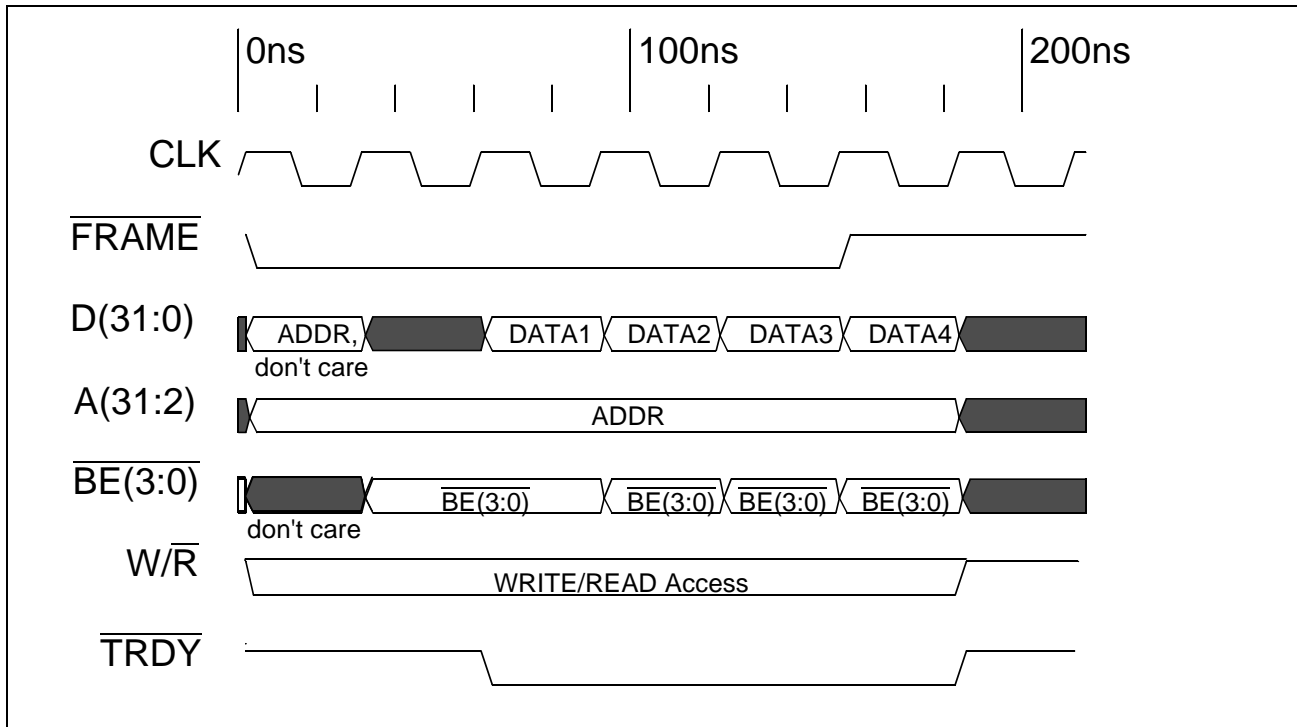 0ns 100ns 200ns
CLK
FRAME
D(31:0) ADDR, DATA1 DATA2 DATA3 DATA4
don't care
A(31:2) ADDR
BE(3:0) BE(3:0) BE(3:0) BE(3:0) BE(3:0)
don't care
W/R WRITE/READ Access
TRDY